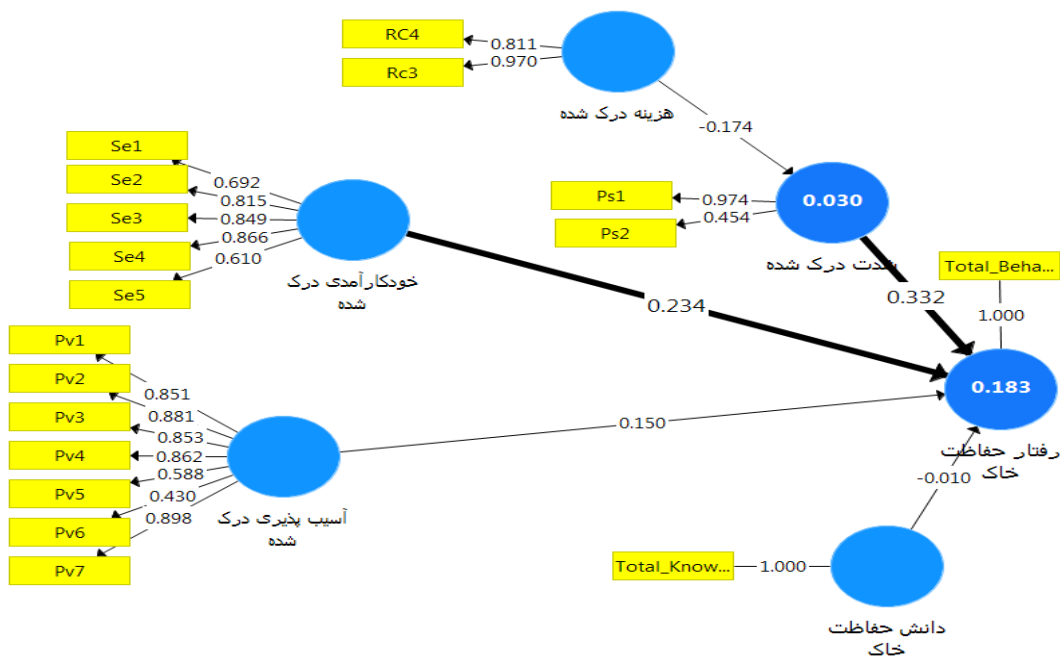 RC4
0.811
Rc3
0.970
هزینه درک شده
-0.174
Se1
Se2
Se3
Se4
Se5
0.692
0.815
0.849
0.866
0.610
خودکارآمدی درک
شده
Ps1
Ps2
0.974
0.454
0.030
شدت درک شده
0.234
0.332
Total_Beha...
1.000
0.183
رفتار حفاظت
خاک
Pv1
Pv2
Pv3
Pv4
Pv5
Pv6
Pv7
0.851
0.881
0.853
0.862
0.588
0.430
0.898
آسیب پذیری درک
شده
0.150
-0.010
Total_Know...
1.000
دانش حفاظت
خاک